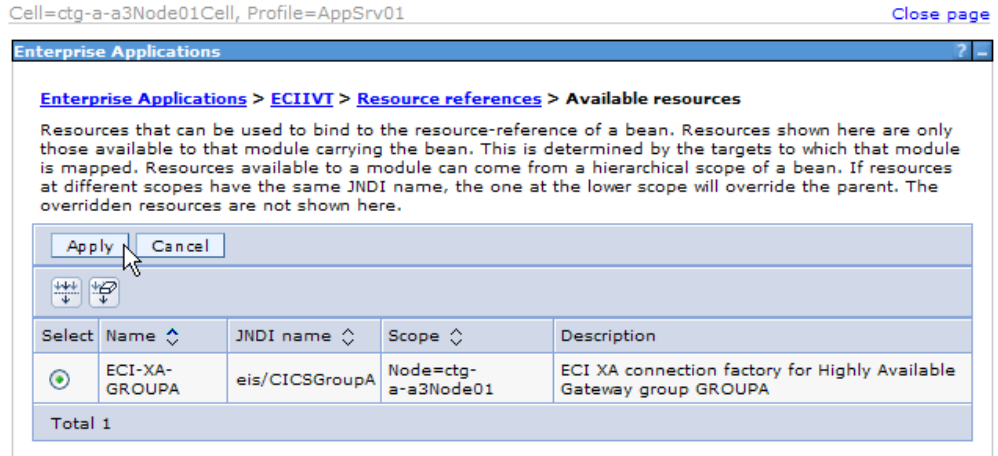 Cell=ctg-a-a3Node01Cell, Profile=AppSrv01
Close page
Enterprise Applications
? -
Enterprise Applications > ECIIVT > Resource references > Available resources
Resources that can be used to bind to the resource-reference of a bean. Resources shown here are only
those available to that module carrying the bean. This is determined by the targets to which that module
is mapped. Resources available to a module can come from a hierarchical scope of a bean. If resources
at different scopes have the same JNDI name, the one at the lower scope will override the parent. The
overridden resources are not shown here.
Apply Cancel
Select Name JNDI name Scope Description
ECI-XA-
GROUPA
eis/CICSGroupA
Node=ctg-
a-a3Node01
ECI XA connection factory for Highly Available
Gateway group GROUPA
Total 1